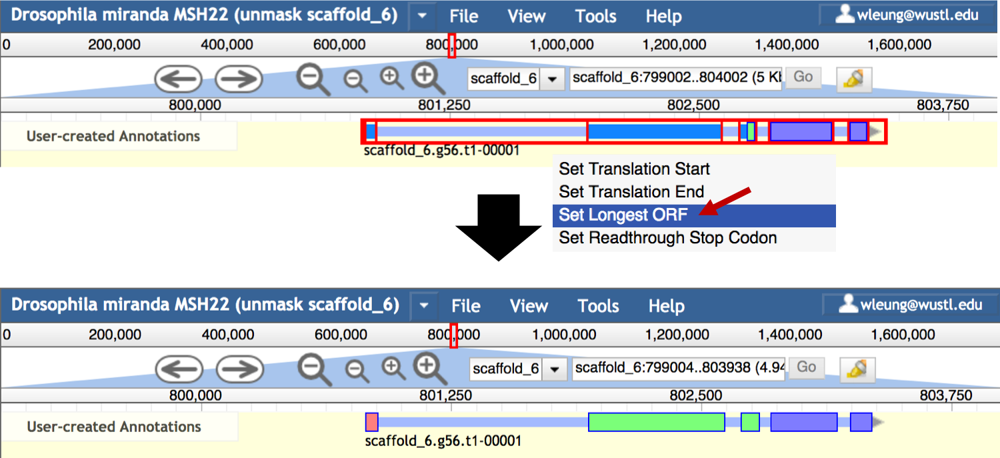 Drosophila miranda MSH22 (unmask scaffold_6) File View Tools Help wleung@wustl.edu
0 200,000 400,000 600,000 800,000 1,000,000 1,200,000 1,400,000 1,600,000
scaffold_6 scaffold_6:799002..804002 (5 Kb Go
800,000 801,250 802,500 803,750
User-created Annotations
scaffold_6.g56.t1-00001
Set Translation Start
Set Translation End
Set Longest ORF
Set Readthrough Stop Codon
Drosophila miranda MSH22 (unmask scaffold_6) File View Tools Help wleung@wustl.edu
0 200,000 400,000 600,000 800,000 1,000,000 1,200,000 1,400,000 1,600,000
scaffold_6 scaffold_6:799004..803938 (4.94 Go
800,000 801,250 802,500 803,750
User-created Annotations
scaffold_6.g56.t1-00001